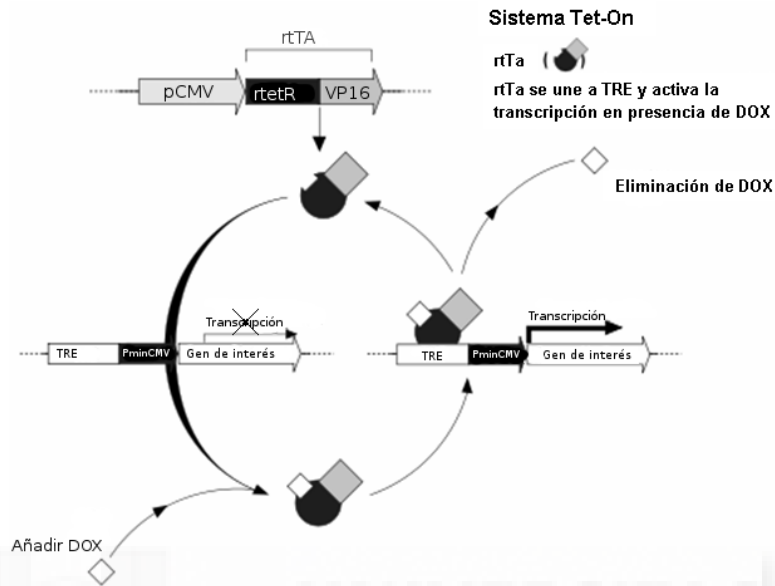 Sistema Tet-On
rtTA
rtTa
pCMV
rtetR
VP16
rtTa se une a TRE y activa la
transcripción en presencia de DOX
Eliminación de DOX
Transcripción
TRE
PminCMV
Gen de interés
Transcripción
TRE
PminCMV
Gen de interés
Añadir DOX